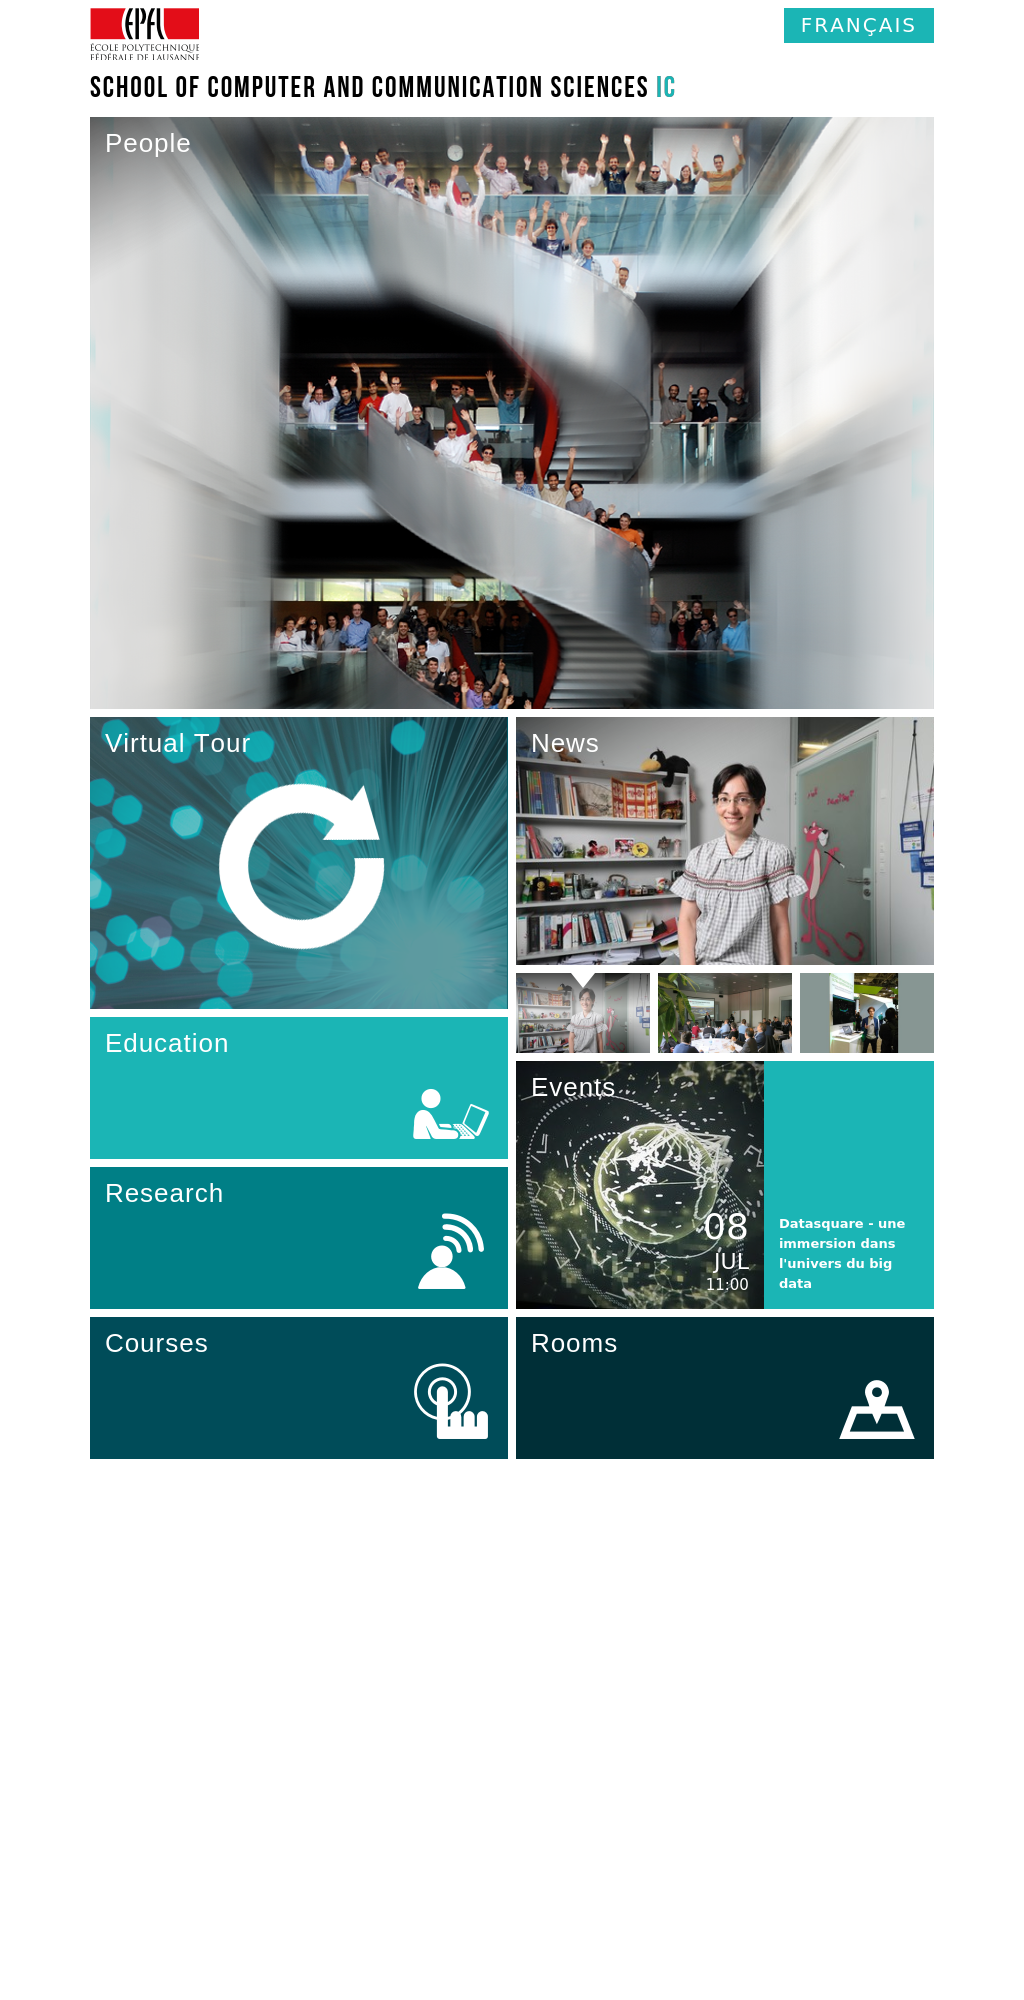 EPFL
ÉCOLE POLYTECHNIQUE
FÉDÉRALE DE LAUSANNE
FRANÇAIS
SCHOOL OF COMPUTER AND COMMUNICATION SCIENCES IC
People
Virtual Tour
News
Education
Events
Research
08
JUL
11:00
Datasquare - une
immersion dans
l'univers du big
data
Courses
Rooms